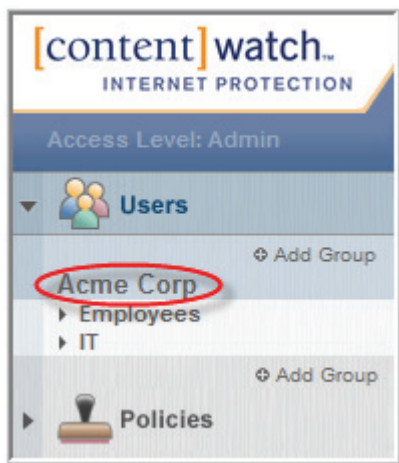 [content]watch™
INTERNET PROTECTION
Access Level: Admin
Users
Add Group
Acme Corp
Employees
IT
Add Group
Policies